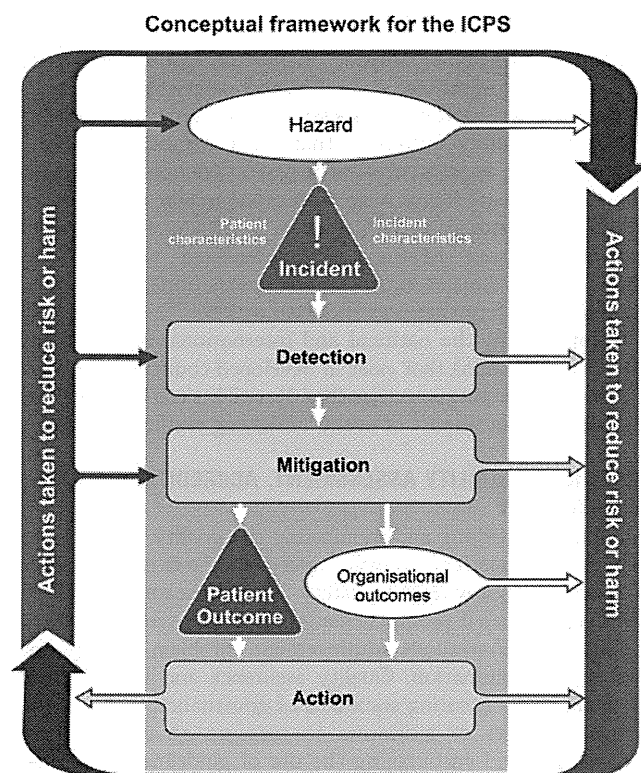 Conceptual framework for the ICPS
Hazard
Patient
characteristics
Incident
characteristics
!
Incident
Detection
Mitigation
Patient
Outcome
Organisational
outcomes
Action
Actions taken to reduce risk or harm
Actions taken to reduce risk or harm